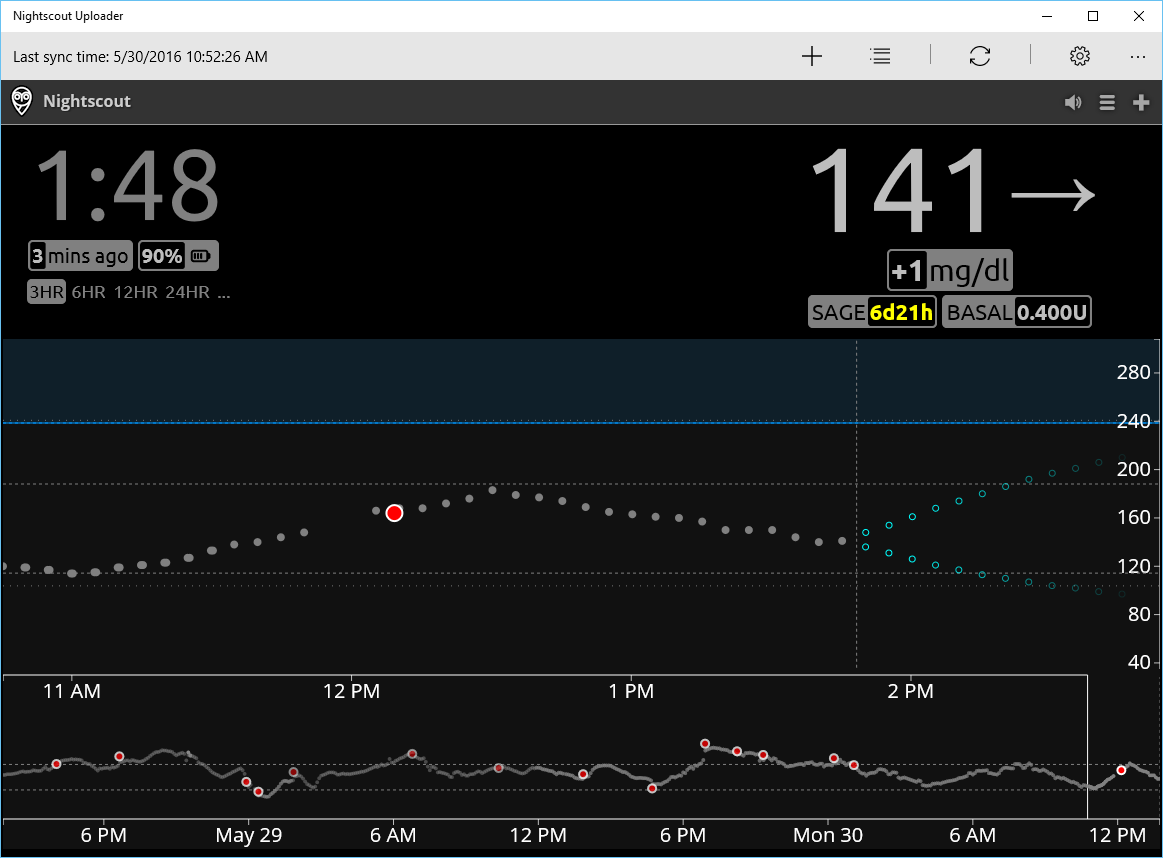 Nightscout Uploader
Last sync time: 5/30/2016 10:52:26 AM
Nightscout
1:48
141→
3 mins ago 90%
+1 mg/dl
3HR 6HR 12HR 24HR ...
SAGE 6d21h BASAL 0.400U
280
240
200
160
120
80
40
11 AM 12 PM 1 PM 2 PM
6 PM May 29 6 AM 12 PM 6 PM Mon 30 6 AM 12 PM